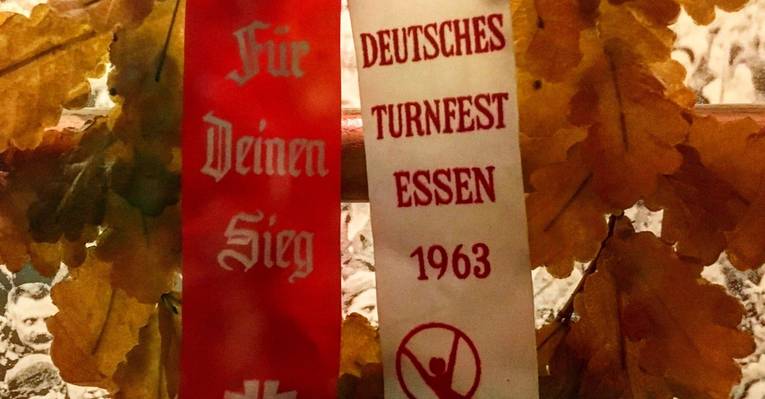 Für
Deinen
Sieg
DEUTSCHES
TURNFEST
ESSEN
1963